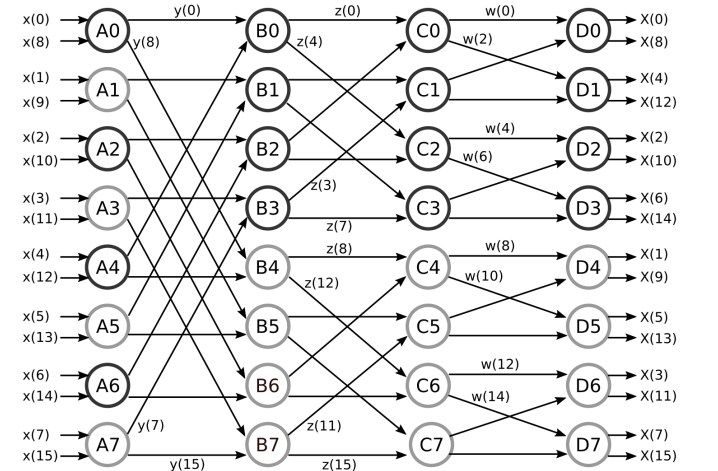 x(0) A0 y(0) B0 z(0) C0 w(0) D0 X(0)
x(8) y(8) z(4) w(2) X(8)
x(1) A1 B1 C1 D1 X(4)
x(9) X(12)
x(2) A2 B2 C2 w(4) D2 X(2)
x(10) w(6) X(10)
x(3) A3 B3 z(3) C3 D3 X(6)
x(11) z(7) X(14)
x(4) A4 B4 z(8) C4 w(8) D4 X(1)
x(12) z(12) w(10) X(9)
x(5) A5 B5 C5 D5 X(5)
x(13) X(13)
x(6) A6 B6 C6 w(12) D6 X(3)
x(14) w(14) X(11)
x(7) A7 y(7) B7 z(11) C7 D7 X(7)
x(15) y(15) z(15) X(15)